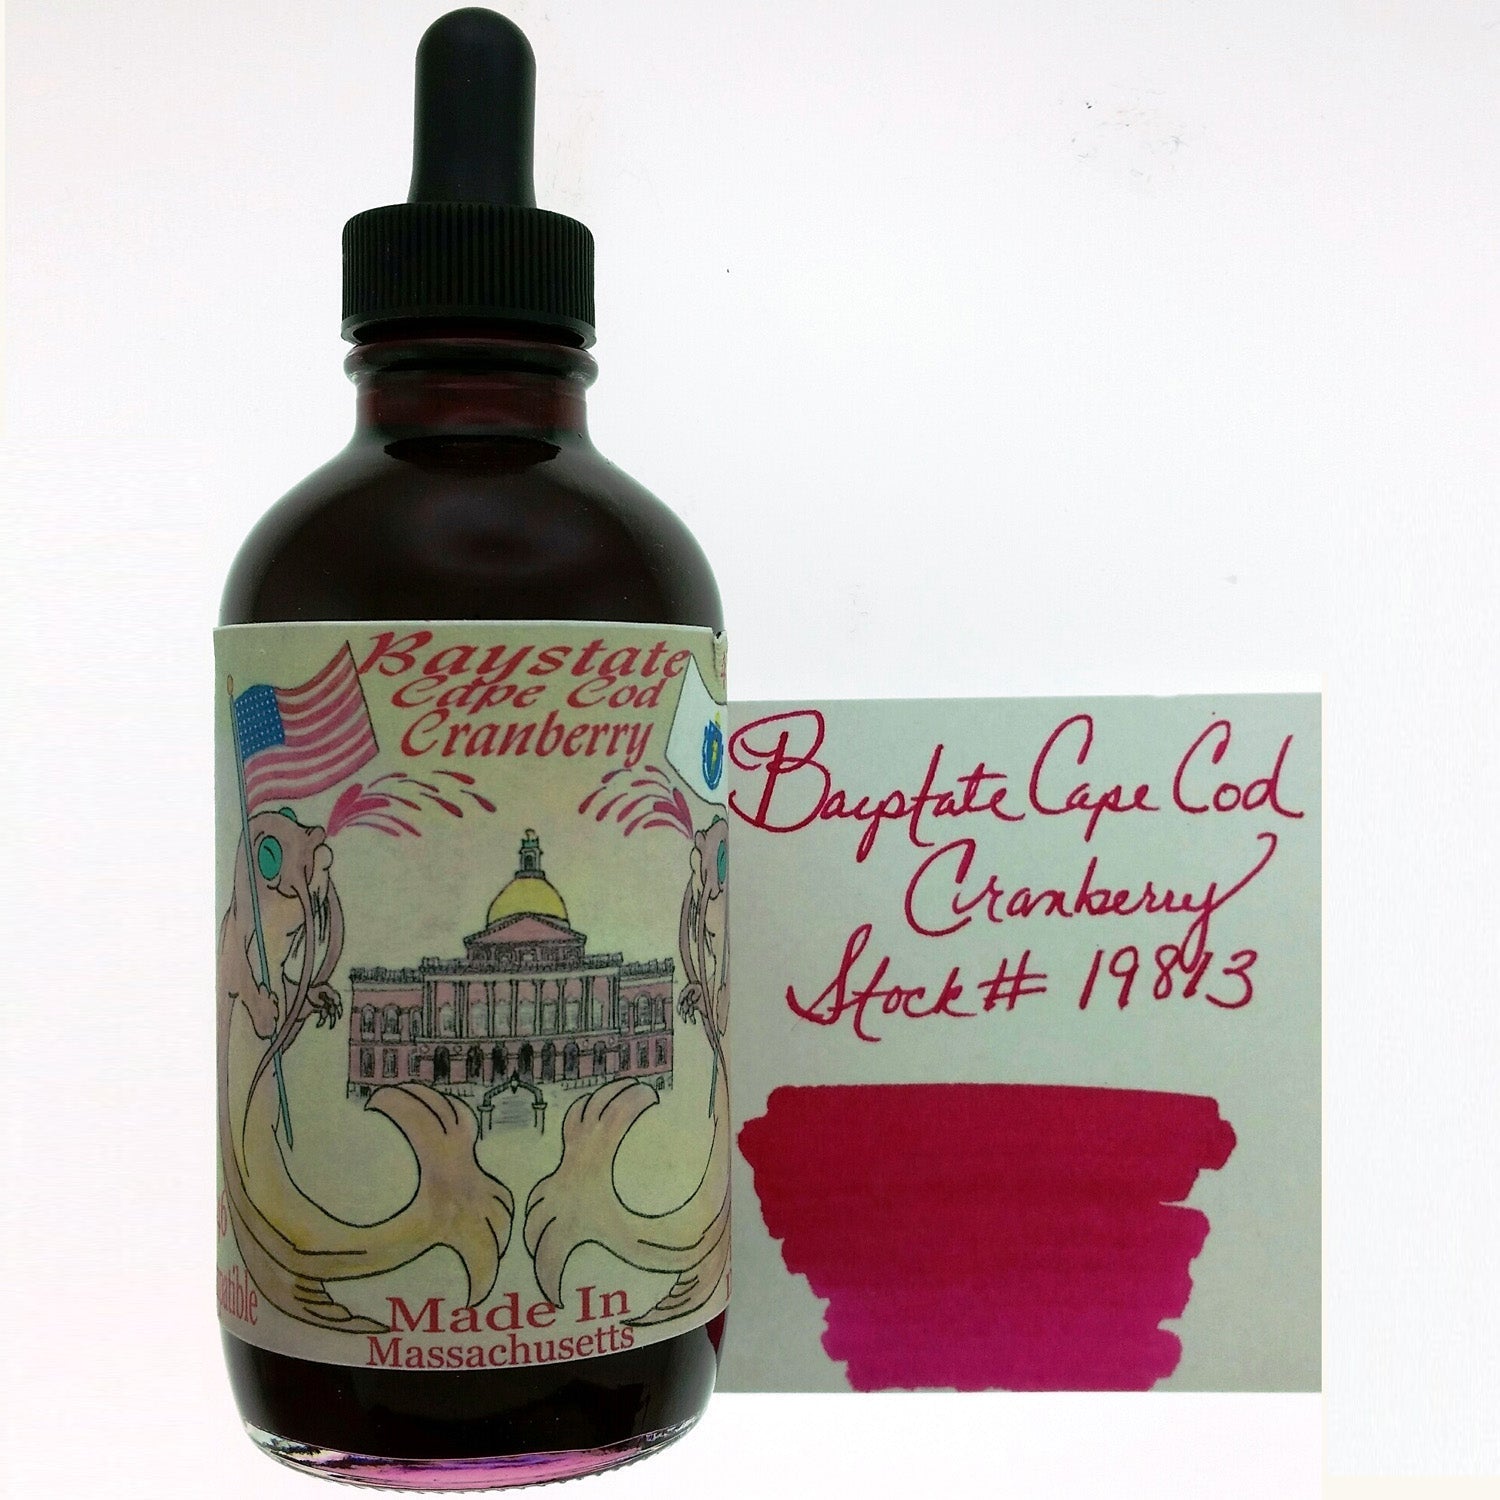 Baystate
Cape Cod
Cranberry
Made In
Massachusetts
Baystate Cape Cod
Cranberry
Stock# 19813